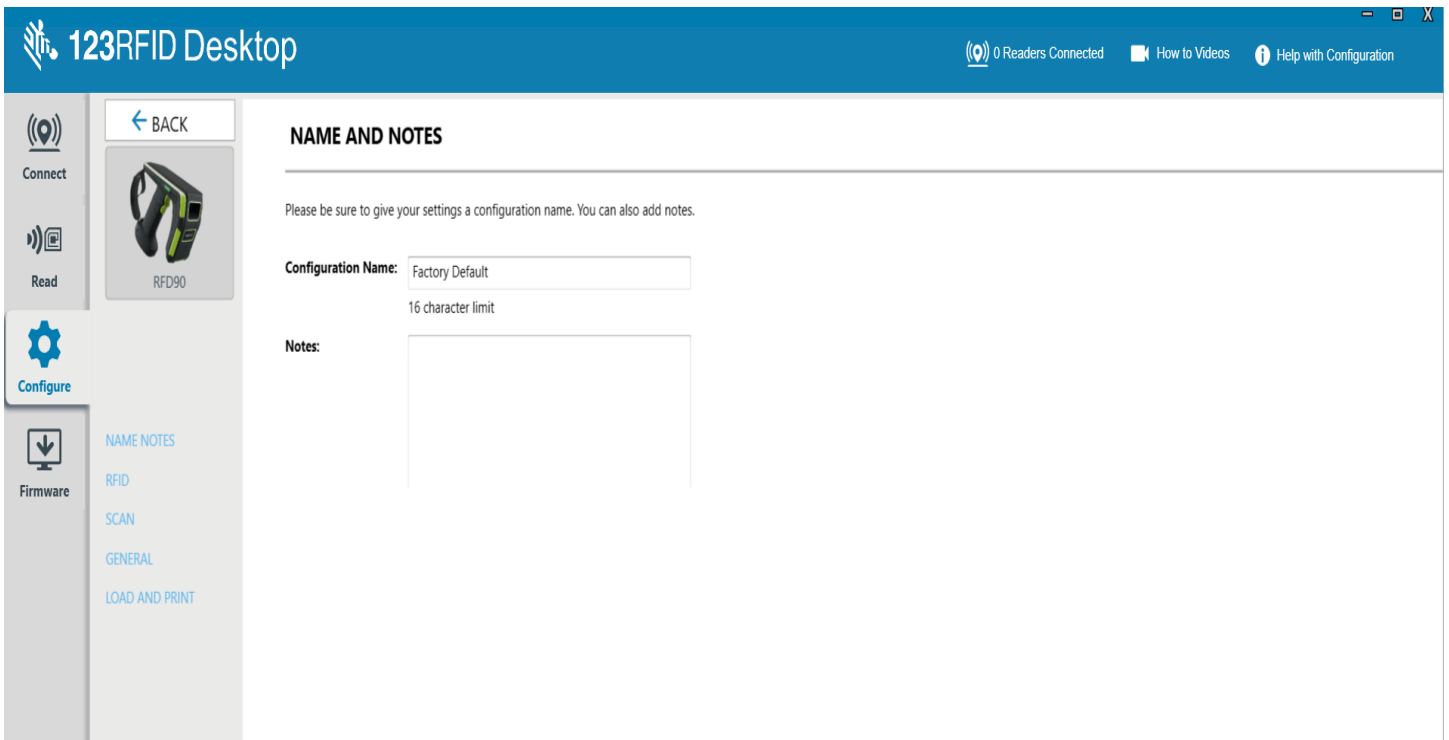 123RFID Desktop
0 Readers Connected
How to Videos
Help with Configuration
Connect
Read
Configure
Firmware
BACK
RFD90
NAME NOTES
RFID
SCAN
GENERAL
LOAD AND PRINT
NAME AND NOTES
Please be sure to give your settings a configuration name. You can also add notes.
Configuration Name: Factory Default
16 character limit
Notes: